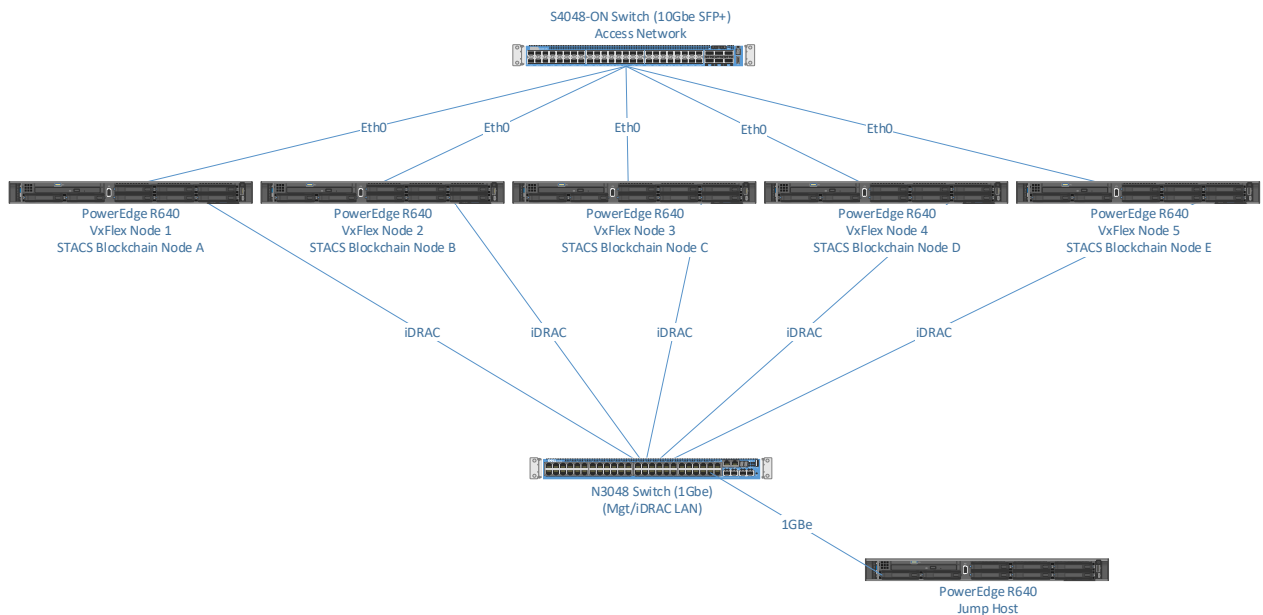 S4048-ON Switch (10Gbe SFP+)
Access Network
Eth0
Eth0
Eth0
Eth0
Eth0
PowerEdge R640
VxFlex Node 1
STACS Blockchain Node A
PowerEdge R640
VxFlex Node 2
STACS Blockchain Node B
PowerEdge R640
VxFlex Node 3
STACS Blockchain Node C
PowerEdge R640
VxFlex Node 4
STACS Blockchain Node D
PowerEdge R640
VxFlex Node 5
STACS Blockchain Node E
iDRAC
iDRAC
iDRAC
iDRAC
iDRAC
N3048 Switch (1Gbe)
(Mgt/iDRAC LAN)
1GBe
PowerEdge R640
Jump Host